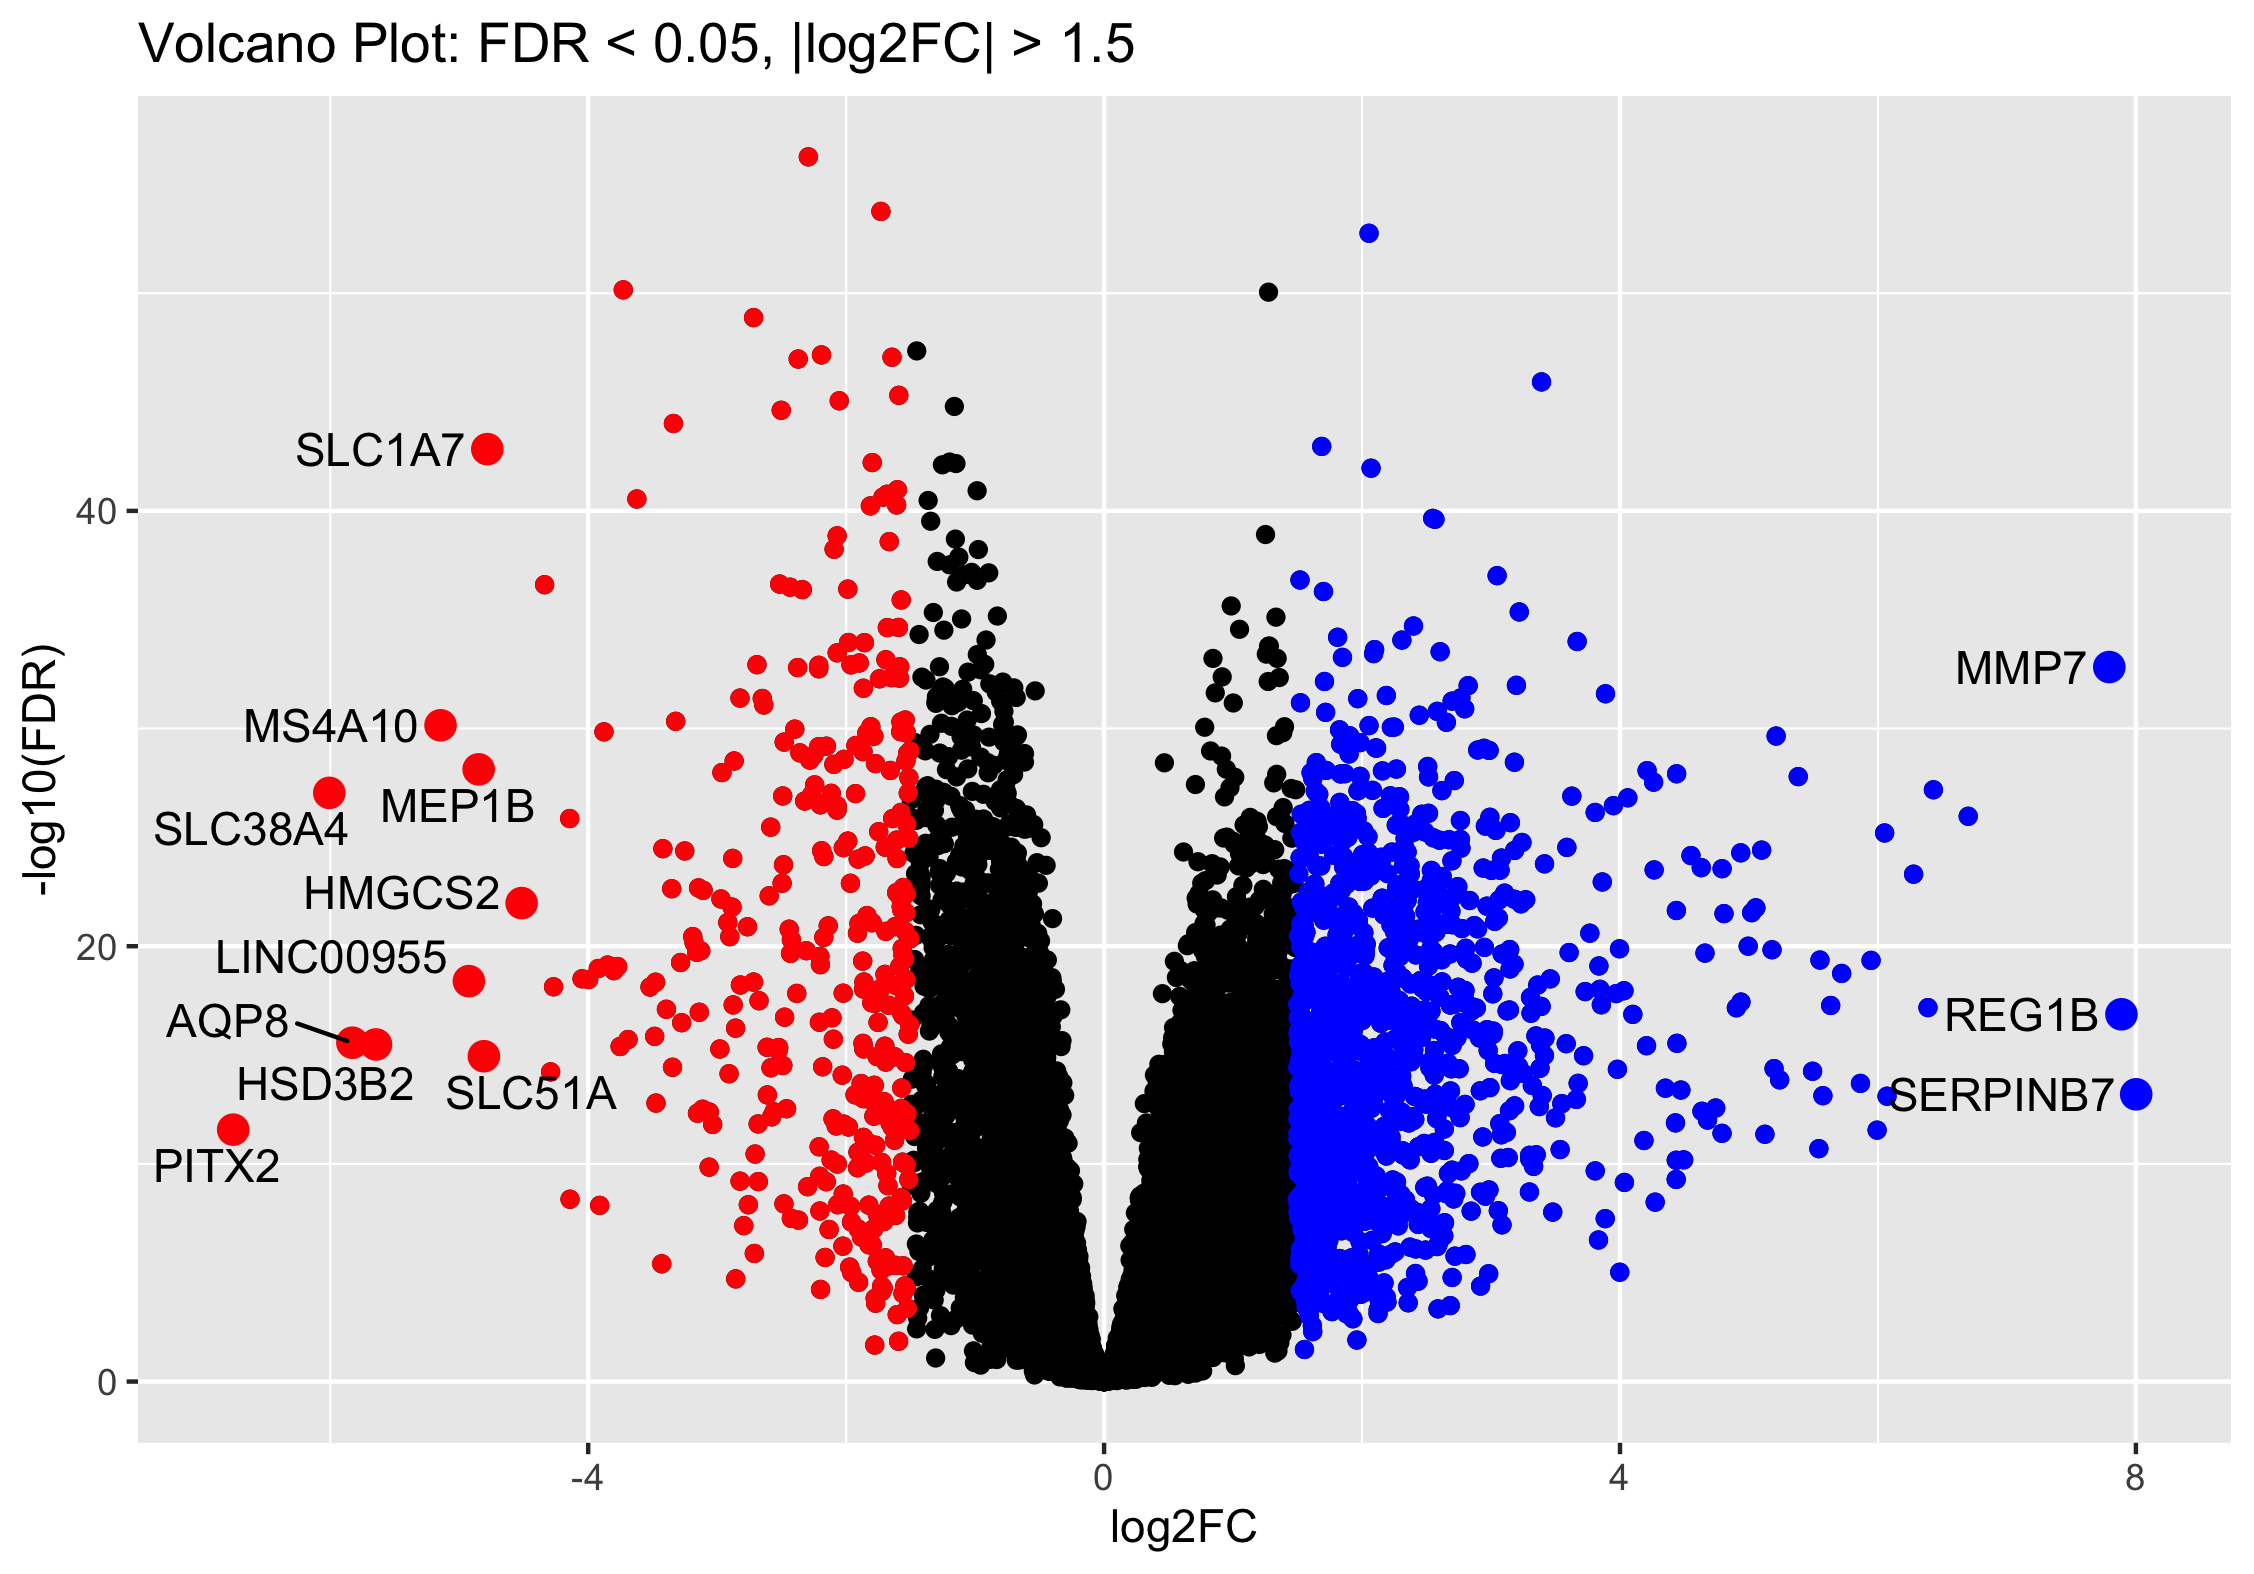 Volcano Plot: FDR < 0.05, |log2FC| > 1.5
-log10(FDR)
40
20
0
SLC1A7
MS4A10
MEP1B
SLC38A4
HMGCS2
LINC00955
AQP8
HSD3B2
SLC51A
PITX2
MMP7
REG1B
SERPINB7
-4
0
4
8
log2FC